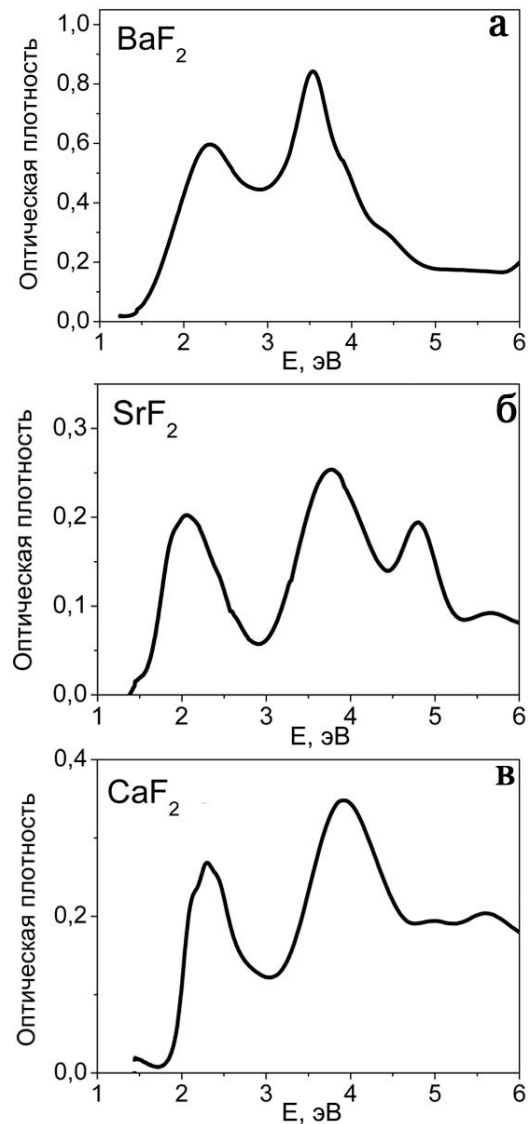 а
BaF2
Оптическая плотность
1,0
0,8
0,6
0,4
0,2
0,0
1 2 3 4 5 6
E, эВ
б
SrF2
Оптическая плотность
0,3
0,2
0,1
0,0
1 2 3 4 5 6
E, эВ
в
CaF2
Оптическая плотность
0,4
0,2
0,0
1 2 3 4 5 6
E, эВ